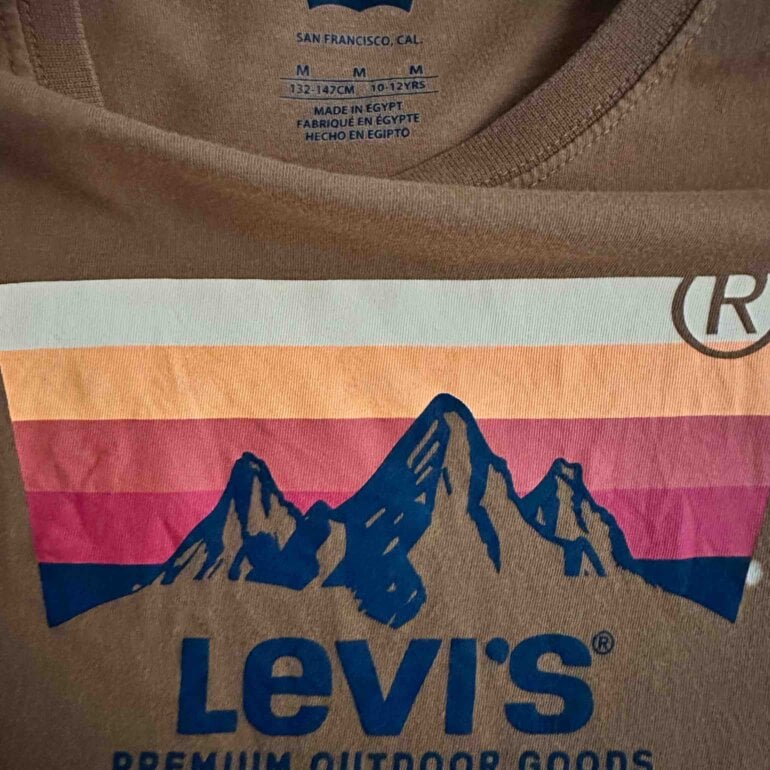 SAN FRANCISCO, CAL.
M M M
132-147CM 10-12YRS
MADE IN EGYPT
FABRIQUÉ EN ÉGYPTE
HECHO EN EGIPTO
®
LeVI'S®
PREMIUM OUTDOOR GOODS